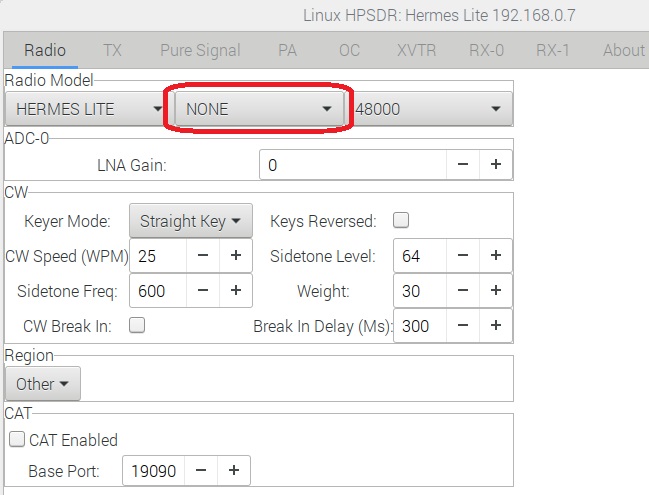 Linux HPSDR: Hermes Lite 192.168.0.7
Radio TX Pure Signal PA OC XVTR RX-0 RX-1 About
Radio Model
HERMES LITE NONE 48000
ADC-0
LNA Gain: 0 − +
CW
Keyer Mode: Straight Key Keys Reversed:
CW Speed (WPM) 25 − + Sidetone Level: 64 − +
Sidetone Freq: 600 − + Weight: 30 − +
CW Break In: Break In Delay (Ms): 300 − +
Region
Other
CAT
CAT Enabled
Base Port: 19090 − +